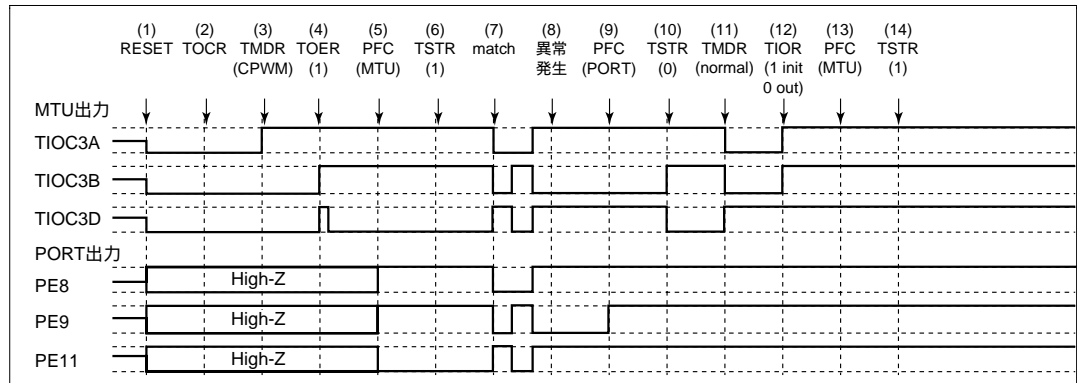 (1) (2) (3) (4) (5) (6) (7) (8) (9) (10) (11) (12) (13) (14)
RESET TOCR TMDR TOER PFC TSTR match 異常 PFC TSTR TMDR TIOR PFC TSTR
(CPWM) (1) (MTU) (1) 発生 (PORT) (0) (normal) (1 init (MTU) (1)
0 out)
MTU出力
TIOC3A
TIOC3B
TIOC3D
PORT出力
PE8 High-Z
PE9 High-Z
PE11 High-Z